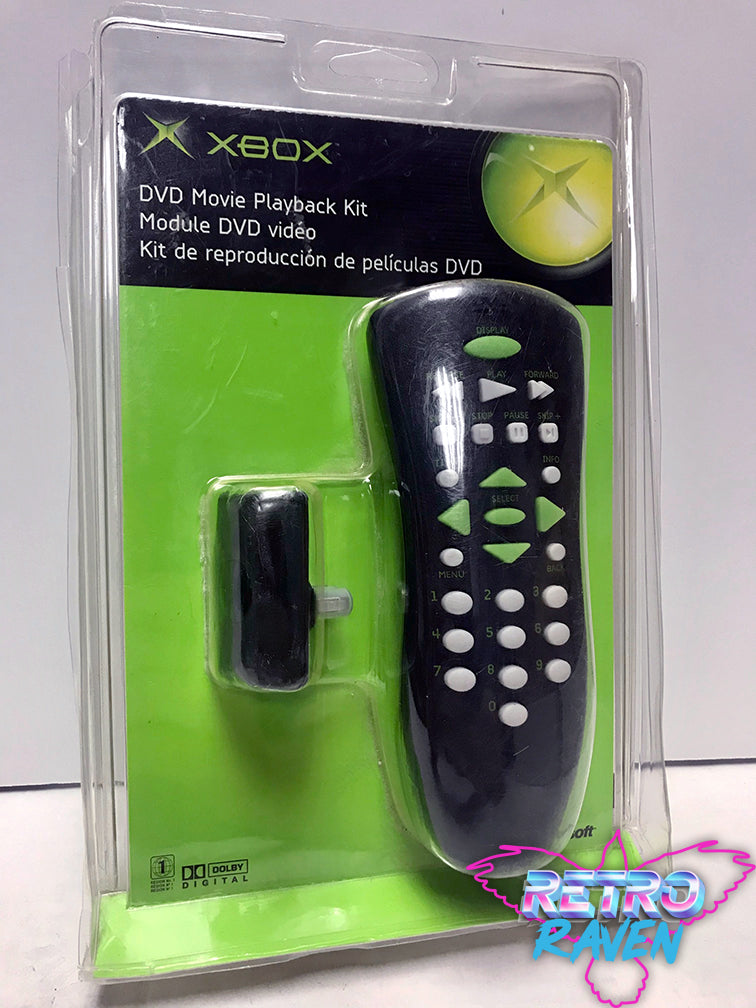 XBOX
DVD Movie Playback Kit
Module DVD vidéo
Kit de reproducción de películas DVD
DISPLAY
PLAY FORWARD
STOP PAUSE SKIP+
INFO
SELECT
MENU BACK
1 2 3
4 5 6
7 8 9
0
1
DOLBY
DIGITAL
RETRO
RAVEN